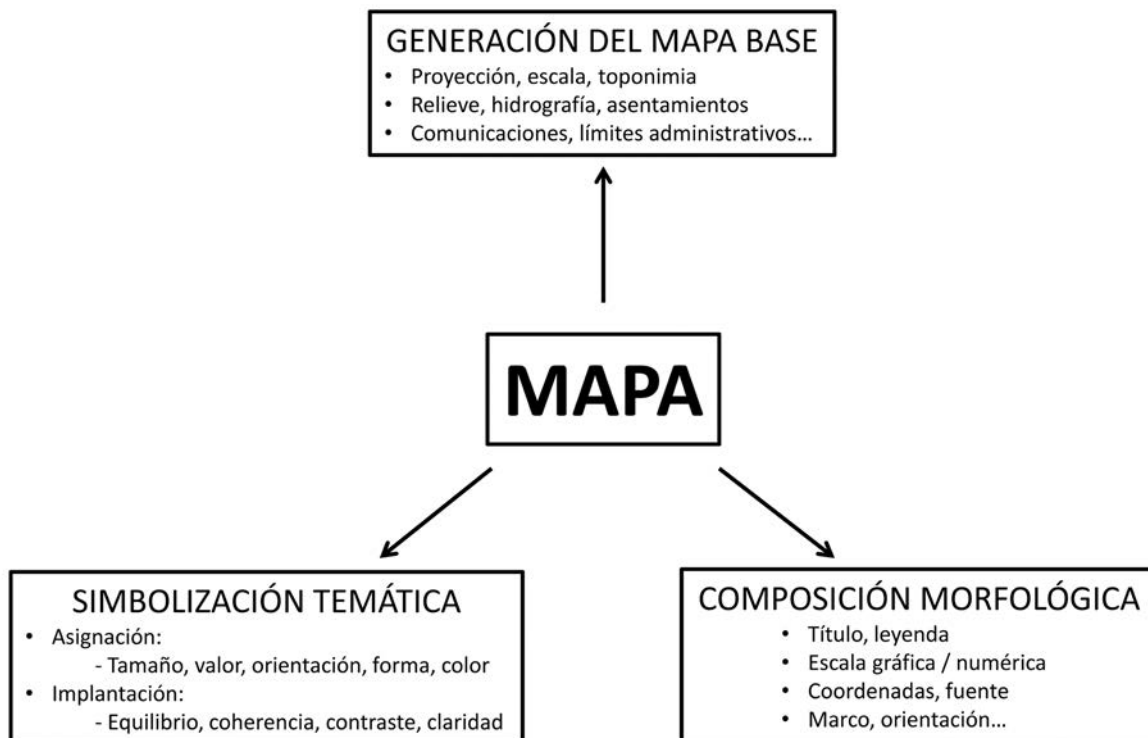 GENERACIÓN DEL MAPA BASE
• Proyección, escala, toponimia
• Relieve, hidrografía, asentamientos
• Comunicaciones, límites administrativos...
MAPA
SIMBOLIZACIÓN TEMÁTICA
• Asignación:
- Tamaño, valor, orientación, forma, color
• Implantación:
- Equilibrio, coherencia, contraste, claridad
COMPOSICIÓN MORFOLÓGICA
• Título, leyenda
• Escala gráfica / numérica
• Coordenadas, fuente
• Marco, orientación...